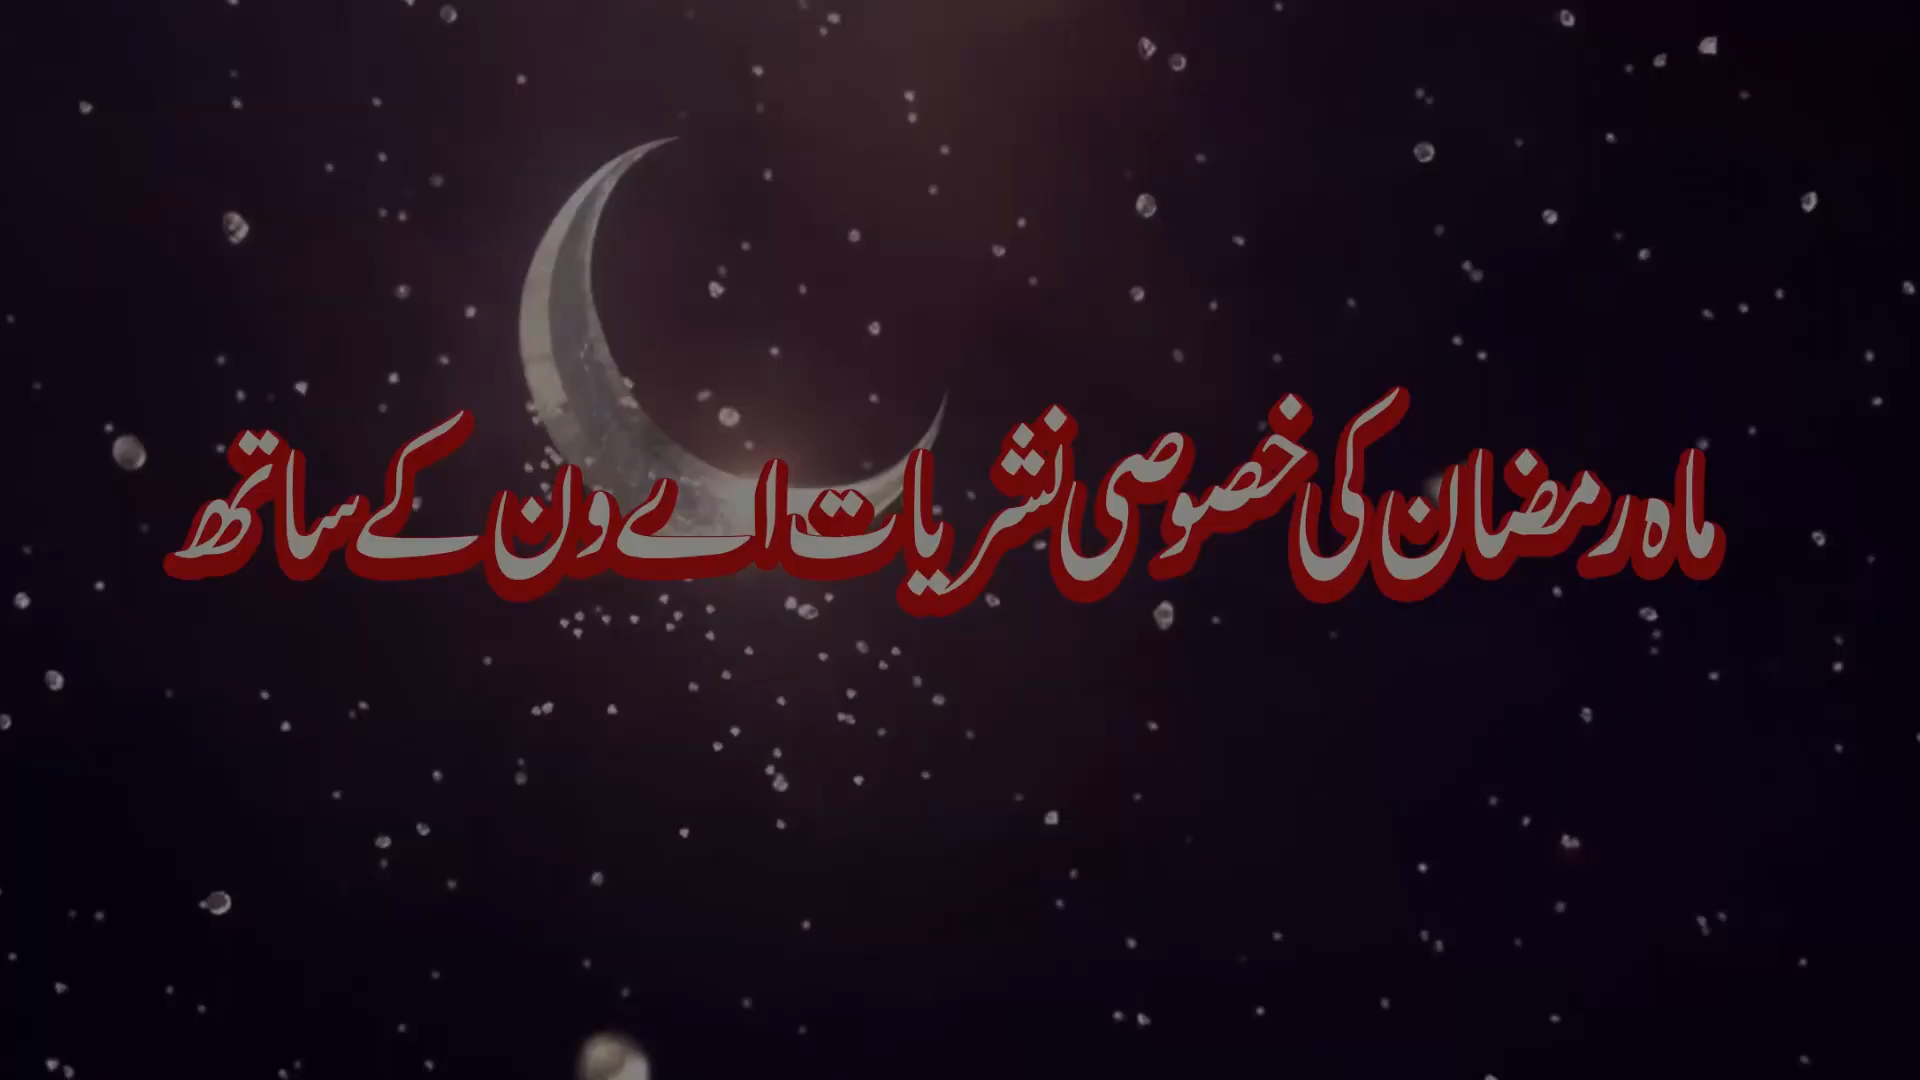 ماہ رمضان کی خصوصی نشریات اے ون کے ساتھ